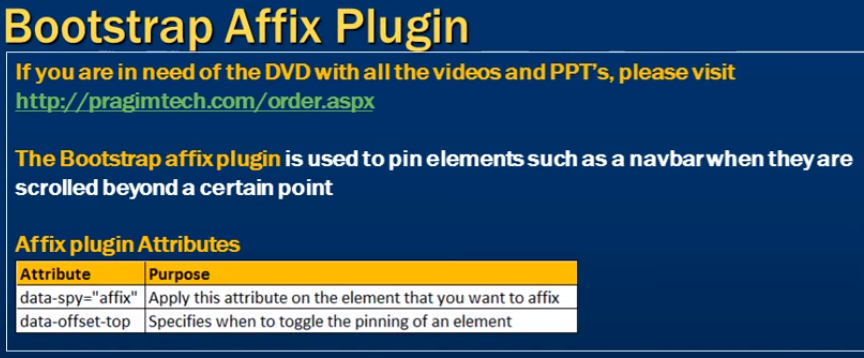 Bootstrap Affix Plugin
If you are in need of the DVD with all the videos and PPT's, please visit
http://pragimtech.com/order.aspx
The Bootstrap affix plugin is used to pin elements such as a navbar when they are
scrolled beyond a certain point
Affix plugin Attributes
Attribute Purpose
data-spy="affix" Apply this attribute on the element that you want to affix
data-offset-top Specifies when to toggle the pinning of an element